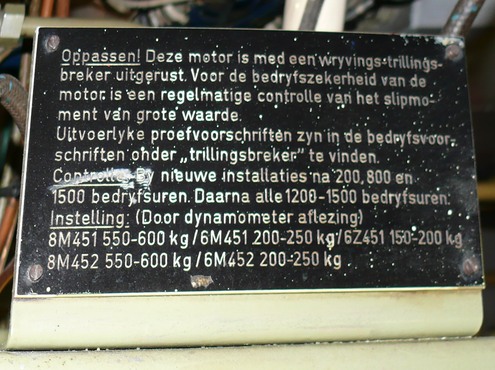 Oppassen! Deze motor is med een wryvings-trillings-
breker uitgerust. Voor de bedryfszekerheid van de
motor is een regelmatige controlle van het slipmo-
ment van grote waarde.
Uitvoerlyke proefvoorschriften zyn in de bedryfsvoor-
schriften onder „trillingsbreker" te vinden.
Controlle: By nieuwe installaties na 200, 800 en
1500 bedryfsuren. Daarna alle 1200-1500 bedryfsuren.
Instelling: (Door dynamometer aflezing)
8M451 550-600 kg/6M451 200-250 kg/6Z451 150-200 kg
8M452 550-600 kg/6M452 200-250 kg